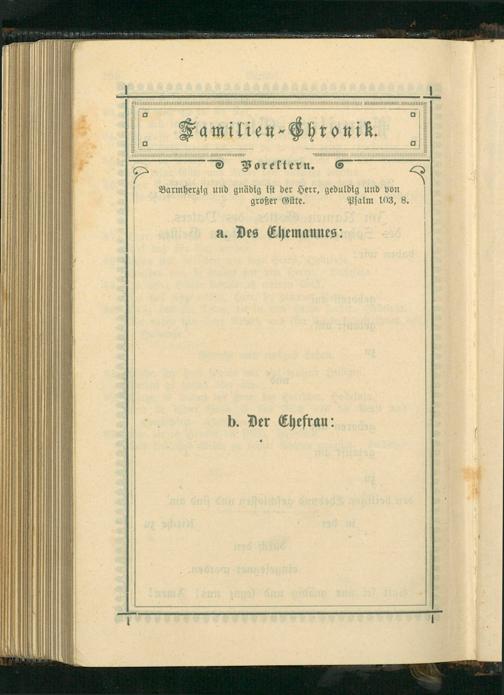 Familien-Chronik.
Voreltern.
Barmherzig und gnädig ist der Herr, geduldig und von
großer Güte. Psalm 103, 8.
a. Des Ehemannes:
b. Der Ehefrau: